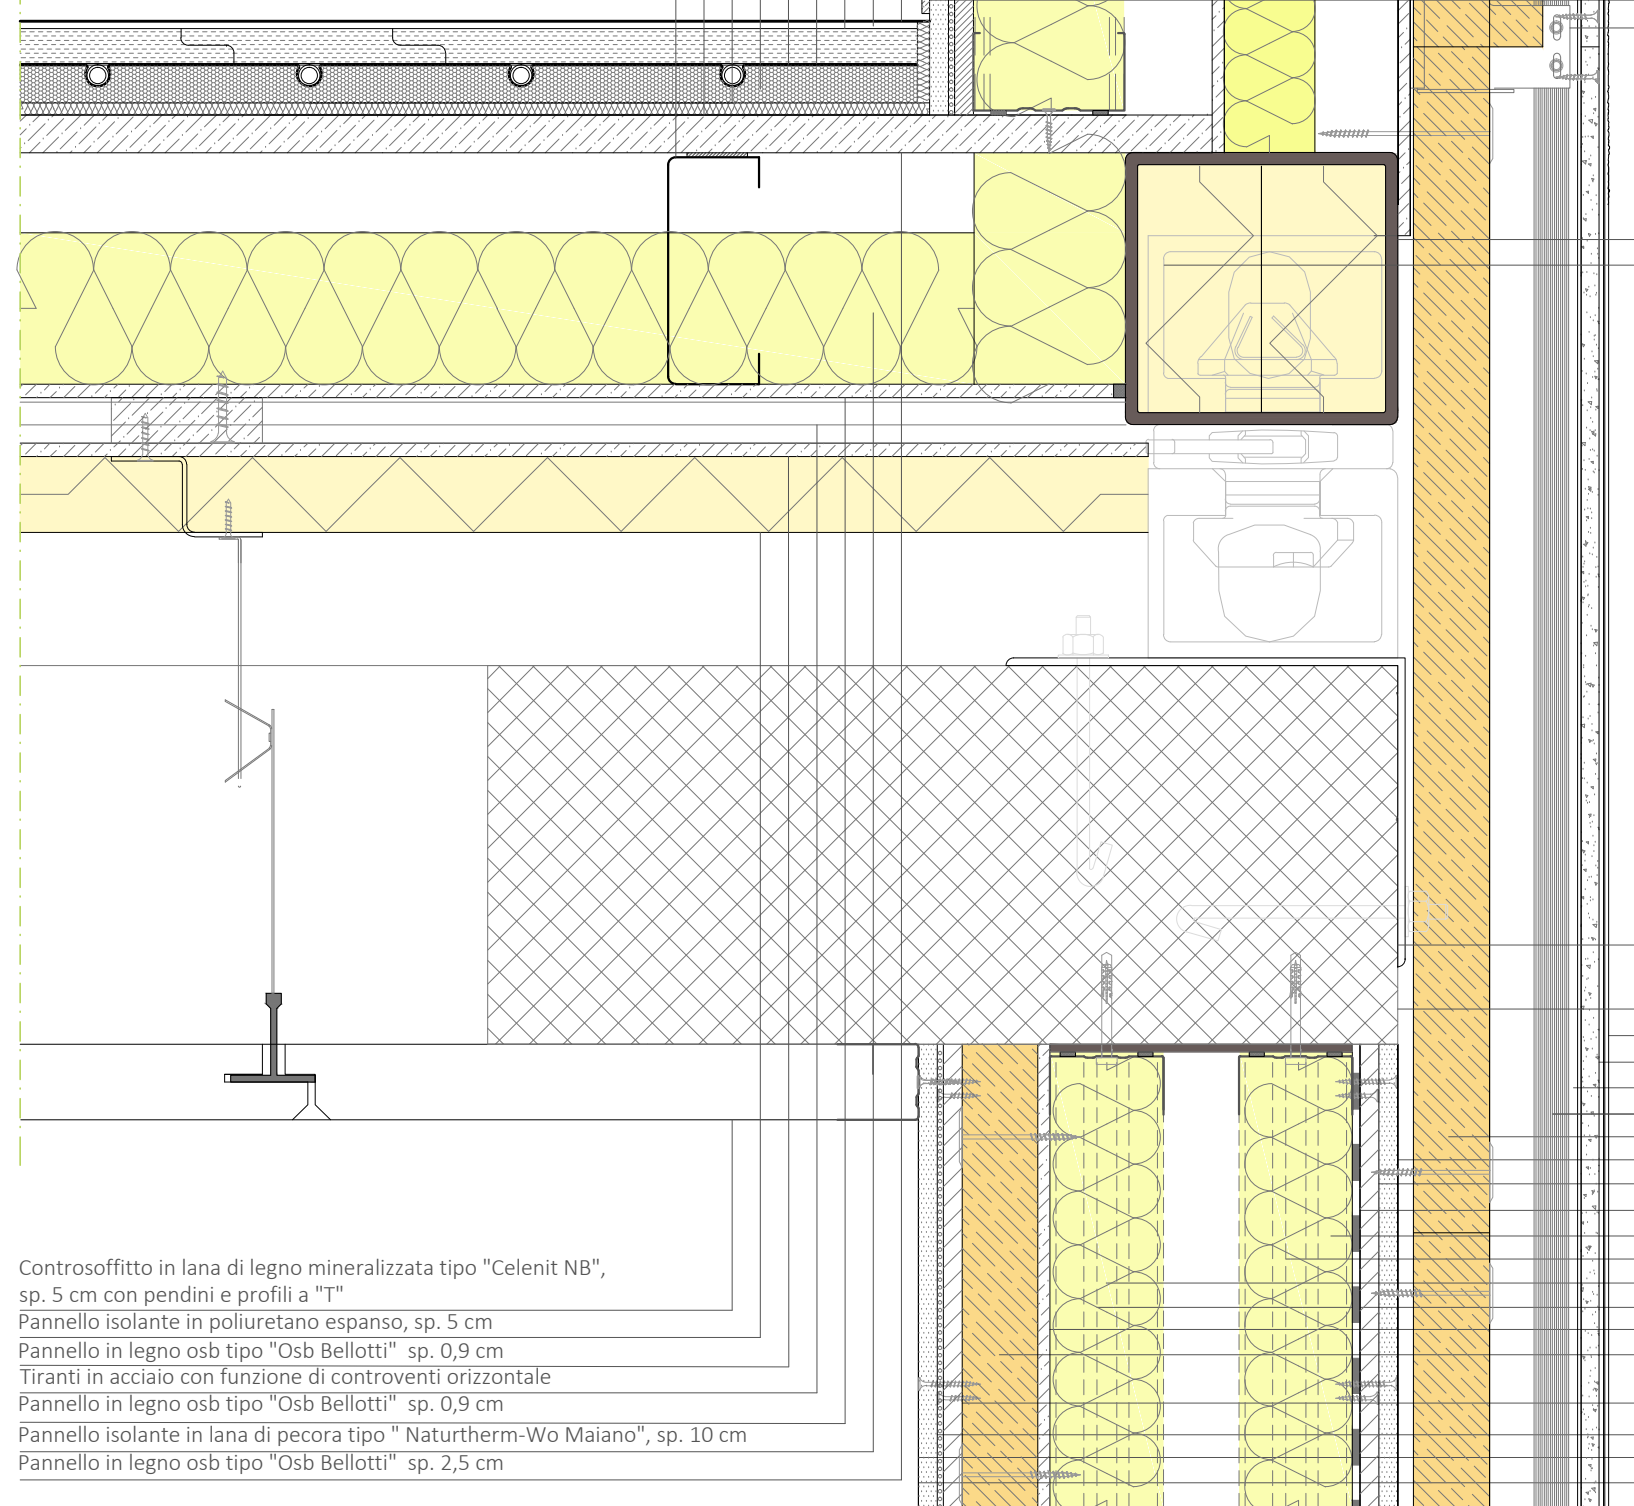 Controsoffitto in lana di legno mineralizzata tipo "Celenit NB",
sp. 5 cm con pendini e profili a "T"
Pannello isolante in poliuretano espanso, sp. 5 cm
Pannello in legno osb tipo "Osb Bellotti"  sp. 0,9 cm
Tiranti in acciaio con funzione di controventi orizzontale
Pannello in legno osb tipo "Osb Bellotti"  sp. 0,9 cm
Pannello isolante in lana di pecora tipo " Naturtherm-Wo Maiano", sp. 10 cm
Pannello in legno osb tipo "Osb Bellotti"  sp. 2,5 cm